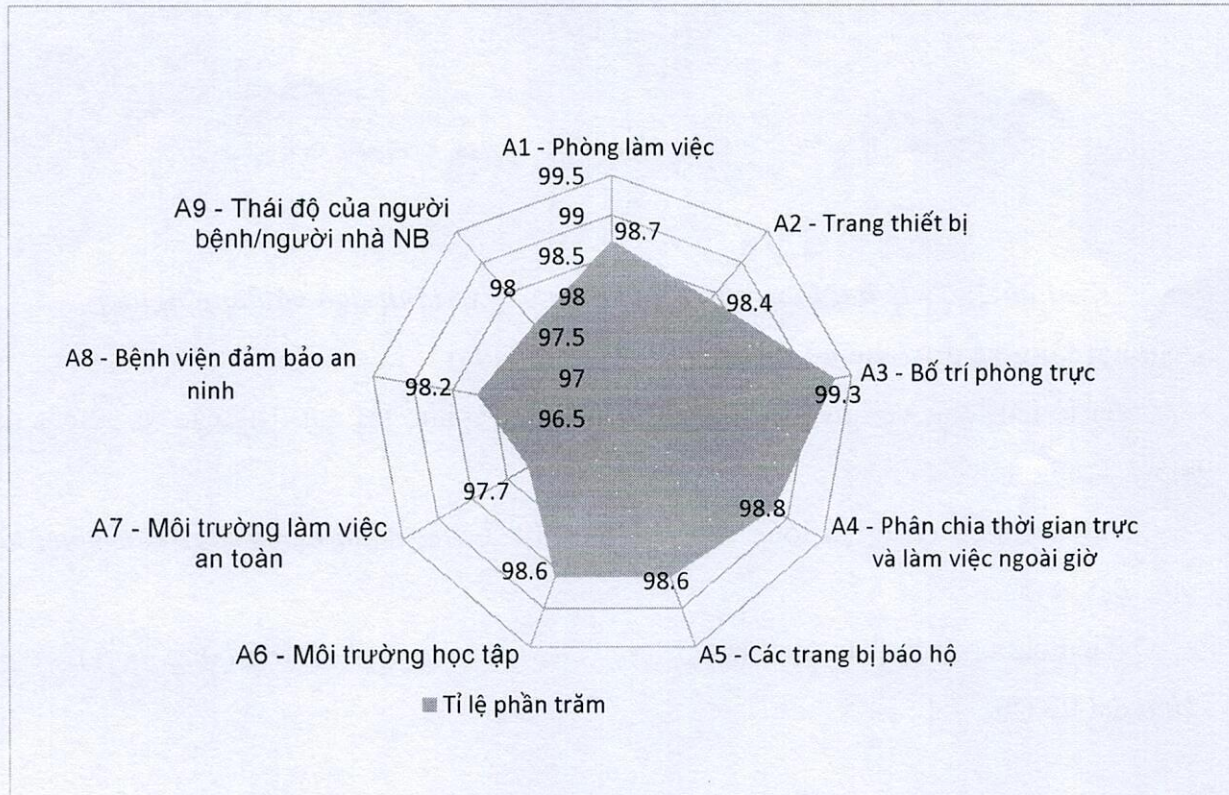 A1 - Phòng làm việc
99.5
99
98.7
98.5
98
97.5
97
96.5
A2 - Trang thiết bị
98.4
A3 - Bố trí phòng trực
99.3
A4 - Phân chia thời gian trực
và làm việc ngoài giờ
98.8
A5 - Các trang bị báo hộ
98.6
A6 - Môi trường học tập
98.6
A7 - Môi trường làm việc
an toàn
97.7
A8 - Bệnh viện đảm bảo an
ninh
98.2
A9 - Thái độ của người
bệnh/người nhà NB
98
Tỉ lệ phần trăm